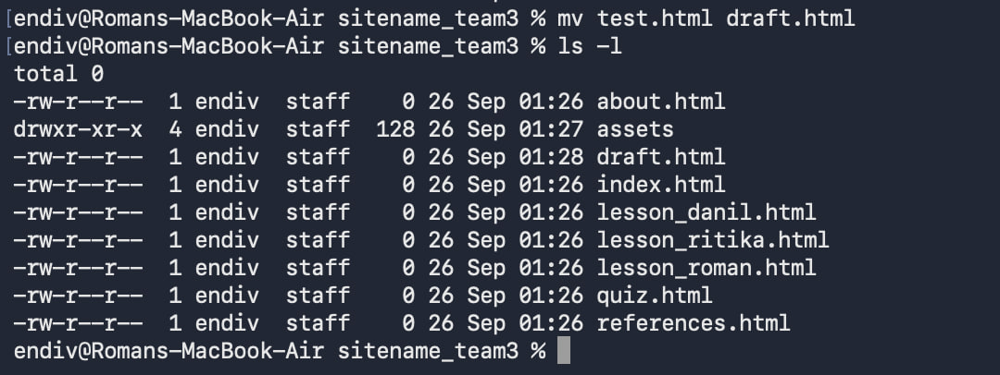 [endiv@Romans-MacBook-Air sitename_team3 % mv test.html draft.html
[endiv@Romans-MacBook-Air sitename_team3 % ls -l
total 0
-rw-r--r--  1 endiv  staff    0 26 Sep 01:26 about.html
drwxr-xr-x  4 endiv  staff  128 26 Sep 01:27 assets
-rw-r--r--  1 endiv  staff    0 26 Sep 01:28 draft.html
-rw-r--r--  1 endiv  staff    0 26 Sep 01:26 index.html
-rw-r--r--  1 endiv  staff    0 26 Sep 01:26 lesson_danil.html
-rw-r--r--  1 endiv  staff    0 26 Sep 01:26 lesson_ritika.html
-rw-r--r--  1 endiv  staff    0 26 Sep 01:26 lesson_roman.html
-rw-r--r--  1 endiv  staff    0 26 Sep 01:26 quiz.html
-rw-r--r--  1 endiv  staff    0 26 Sep 01:26 references.html
endiv@Romans-MacBook-Air sitename_team3 %